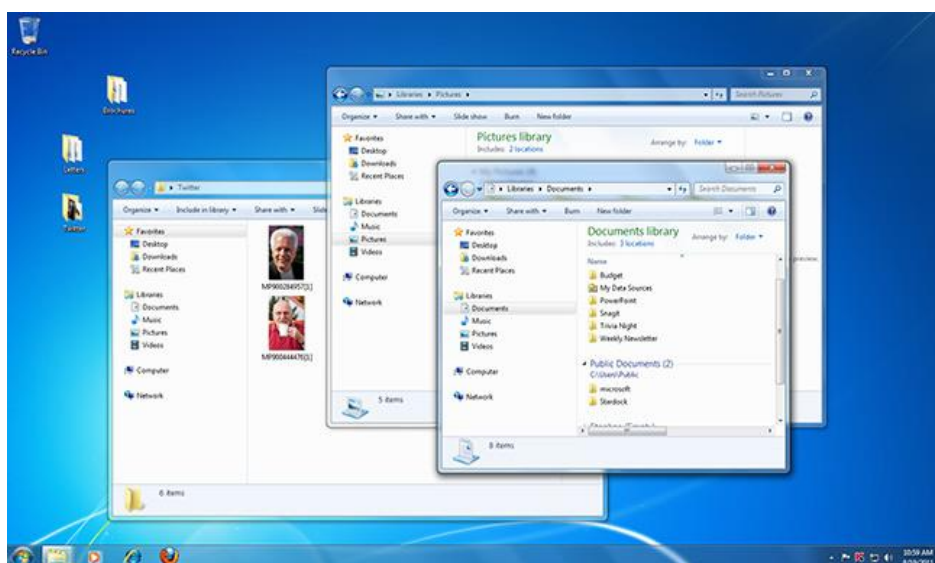 Recycle Bin
Brochures
Letters
Twitter
Libraries Pictures
Search Pictures
Organize Share with Slide show Burn New folder
Favorites
Desktop
Downloads
Recent Places
Libraries
Documents
Music
Pictures
Videos
Computer
Network
Pictures library
Includes: 2 locations
Arrange by: Folder
5 items
Twitter
Organize Include in library Share with
Favorites
Desktop
Downloads
Recent Places
Libraries
Documents
Music
Pictures
Videos
Computer
Network
MP900284957[1]
MP900444476[1]
6 items
Libraries Documents
Search Documents
Organize Share with Burn New folder
Favorites
Desktop
Downloads
Recent Places
Libraries
Documents
Music
Pictures
Videos
Computer
Network
Documents library
Includes: 3 locations
Arrange by: Folder
Name
Budget
My Data Sources
PowerPoint
Snagit
Trivia Night
Weekly Newsletter
Public Documents (2)
C:\Users\Public
microsoft
Stardock
8 items
preview.
10:59 AM